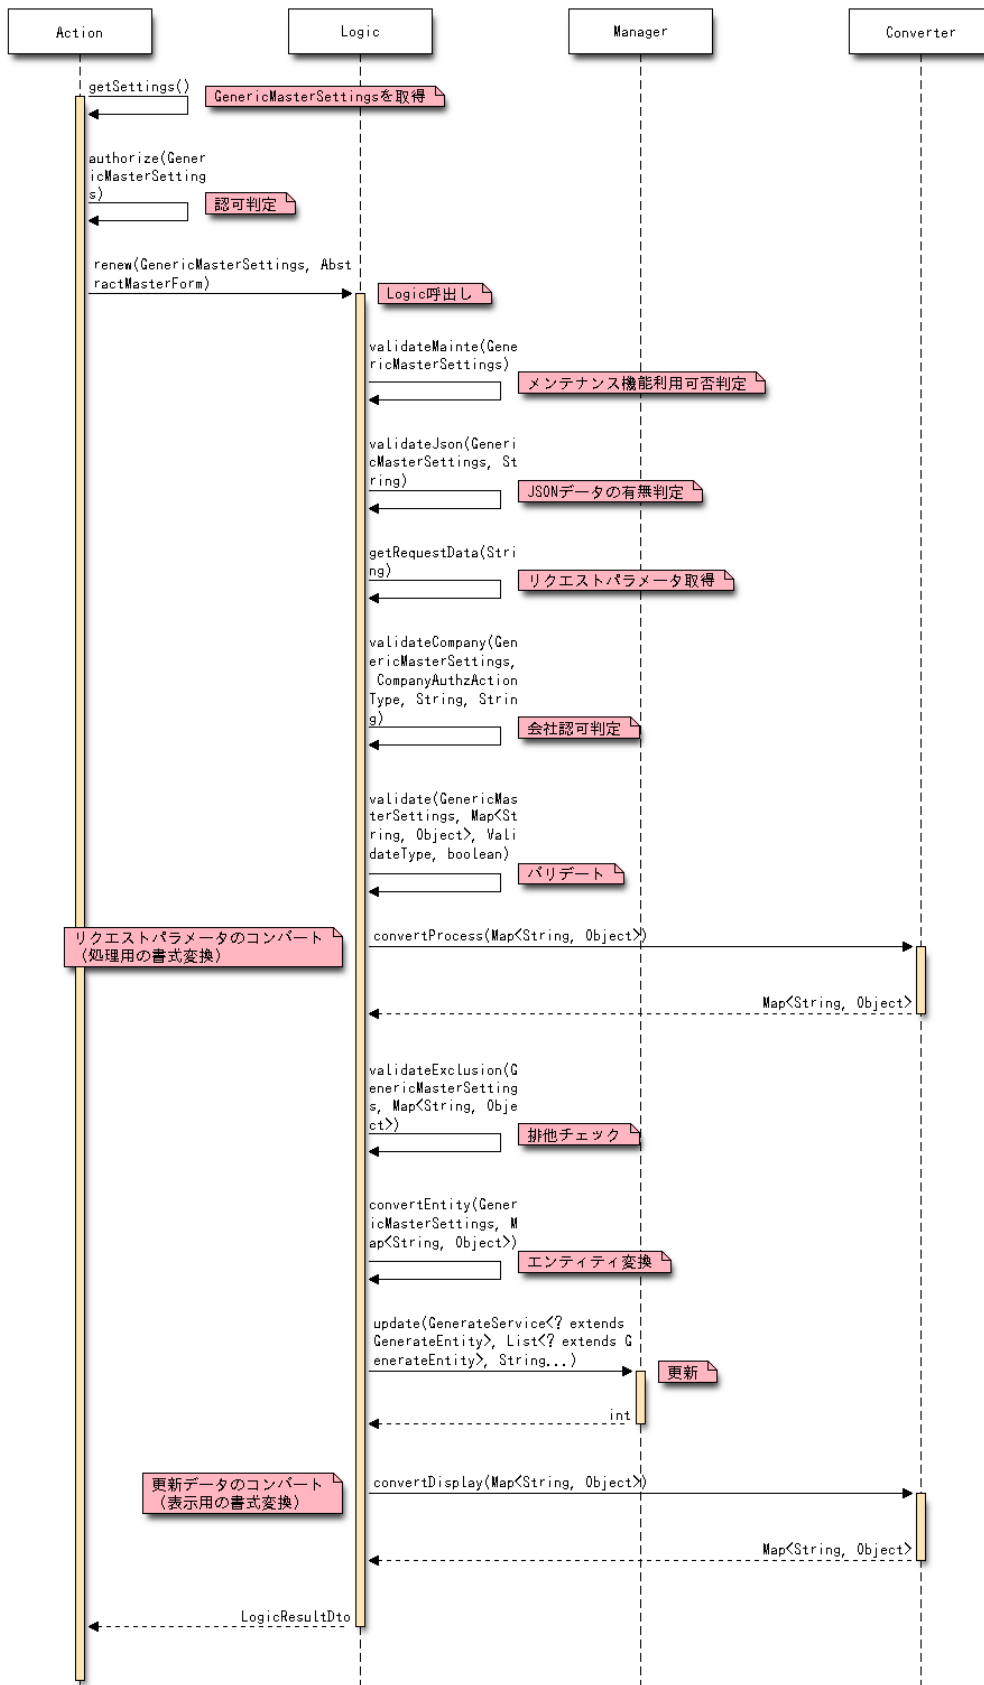 Action
Logic
Manager
Converter
getSettings()
GenericMasterSettingsを取得
authorize(Gener
icMasterSetting
s)
認可判定
renew(GenericMasterSettings, Abst
ractMasterForm)
Logic呼出し
validateMainte(Gene
ricMasterSettings)
メンテナンス機能利用可否判定
validateJson(Generi
cMasterSettings, St
ring)
JSONデータの有無判定
getRequestData(Stri
ng)
リクエストパラメータ取得
validateCompany(Gen
ericMasterSettings,
CompanyAuthzAction
Type, String, Strin
g)
会社認可判定
validate(GenericMas
terSettings, Map<St
ring, Object>, Vali
dateType, boolean)
バリデート
リクエストパラメータのコンバート
（処理用の書式変換）
convertProcess(Map<String, Object>)
Map<String, Object>
validateExclusion(G
enericMasterSetting
s, Map<String, Obje
ct>)
排他チェック
convertEntity(Gener
icMasterSettings, M
ap<String, Object>)
エンティティ変換
update(GenerateService<? extends
GenerateEntity>, List<? extends G
enerateEntity>, String...)
更新
int
更新データのコンバート
（表示用の書式変換）
convertDisplay(Map<String, Object>)
Map<String, Object>
LogicResultDto